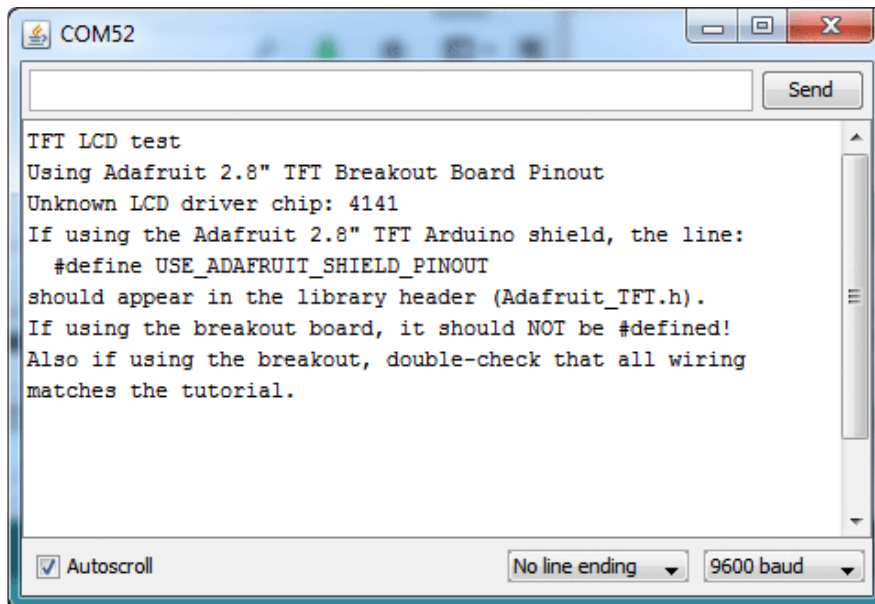 COM52
Send
TFT LCD test
Using Adafruit 2.8" TFT Breakout Board Pinout
Unknown LCD driver chip: 4141
If using the Adafruit 2.8" TFT Arduino shield, the line:
  #define USE_ADAFRUIT_SHIELD_PINOUT
should appear in the library header (Adafruit_TFT.h).
If using the breakout board, it should NOT be #defined!
Also if using the breakout, double-check that all wiring
matches the tutorial.
Autoscroll
No line ending
9600 baud